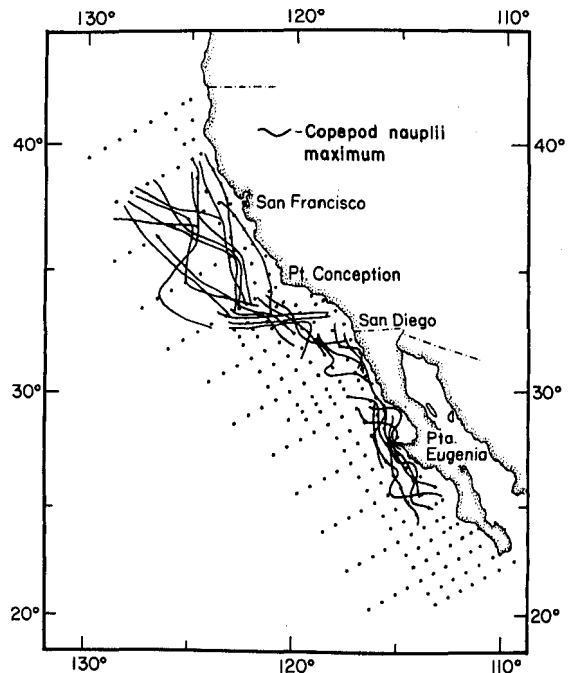 130° 120° 110°
40° 40°
~ - Copepod nauplii
maximum
San Francisco
Pt. Conception
San Diego
30° 30°
Pta.
Eugenia
20° 20°
130° 120° 110°